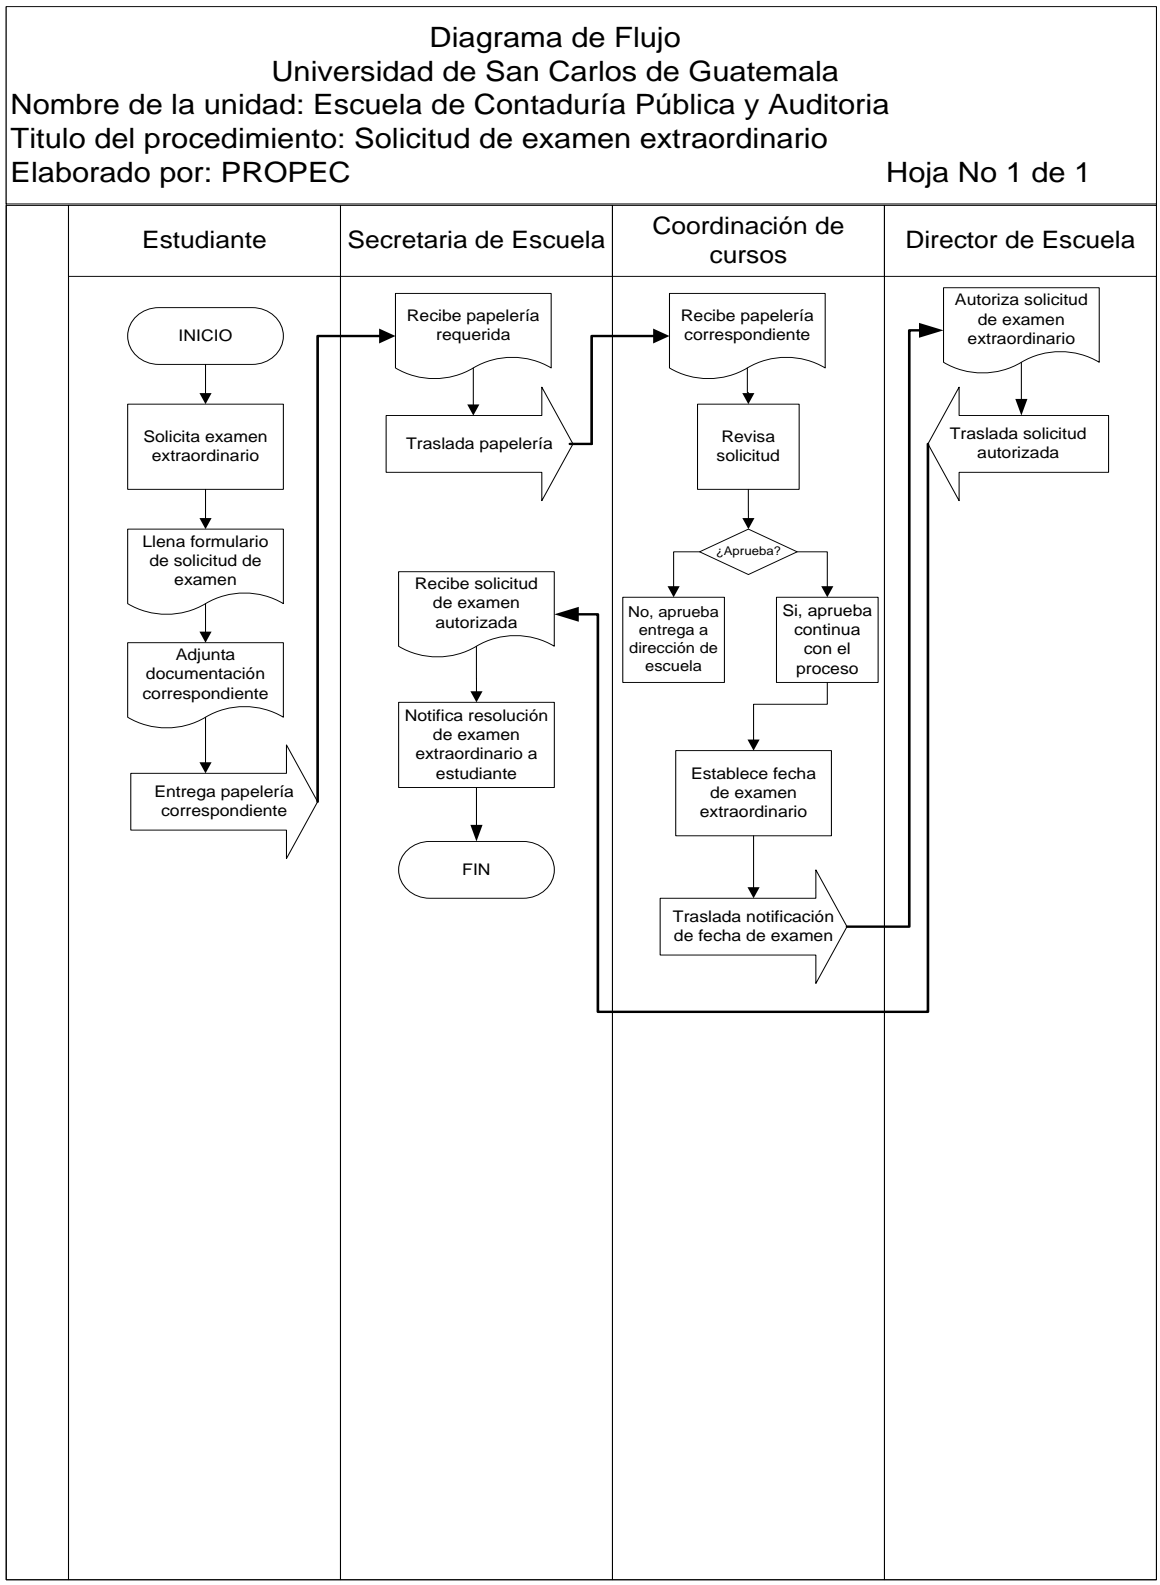 Diagrama de Flujo
Universidad de San Carlos de Guatemala
Nombre de la unidad: Escuela de Contaduría Pública y Auditoria
Titulo del procedimiento: Solicitud de examen extraordinario
Elaborado por: PROPEC Hoja No 1 de 1
Estudiante
Secretaria de Escuela
Coordinación de
cursos
Director de Escuela
INICIO
Solicita examen
extraordinario
Llena formulario
de solicitud de
examen
Adjunta
documentación
correspondiente
Entrega papelería
correspondiente
Recibe papelería
requerida
Traslada papelería
Recibe solicitud
de examen
autorizada
Notifica resolución
de examen
extraordinario a
estudiante
FIN
Recibe papelería
correspondiente
Revisa
solicitud
¿Aprueba?
No, aprueba
entrega a
dirección de
escuela
Si, aprueba
continua
con el
proceso
Establece fecha
de examen
extraordinario
Traslada notificación
de fecha de examen
Autoriza solicitud
de examen
extraordinario
Traslada solicitud
autorizada